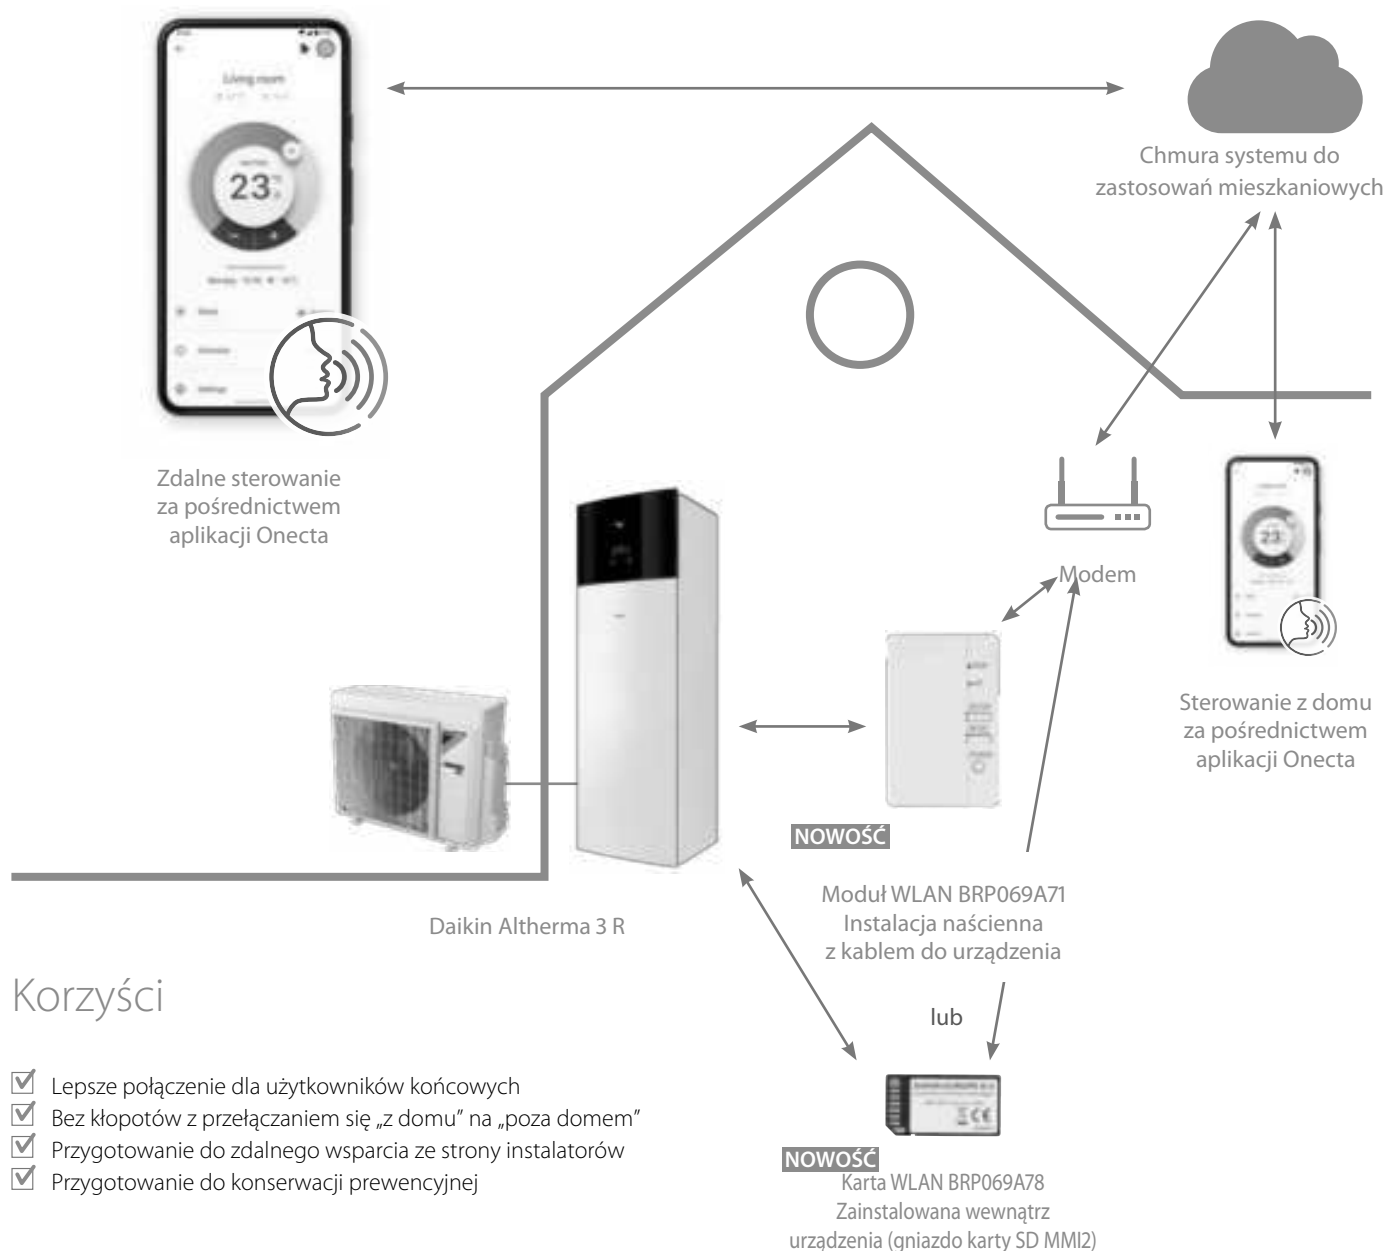 Living room
23
Chmura systemu do
zastosowań mieszkaniowych
Zdalne sterowanie
za pośrednictwem
aplikacji Onecta
Modem
23
Sterowanie z domu
za pośrednictwem
aplikacji Onecta
NOWOŚĆ
Moduł WLAN BRP069A71
Instalacja naścienna
z kablem do urządzenia
Daikin Altherma 3 R
lub
Korzyści
Lepsze połączenie dla użytkowników końcowych
Bez kłopotów z przełączaniem się „z domu” na „poza domem”
Przygotowanie do zdalnego wsparcia ze strony instalatorów
Przygotowanie do konserwacji prewencyjnej
CE
NOWOŚĆ
Karta WLAN BRP069A78
Zainstalowana wewnątrz
urządzenia (gniazdo karty SD MMI2)